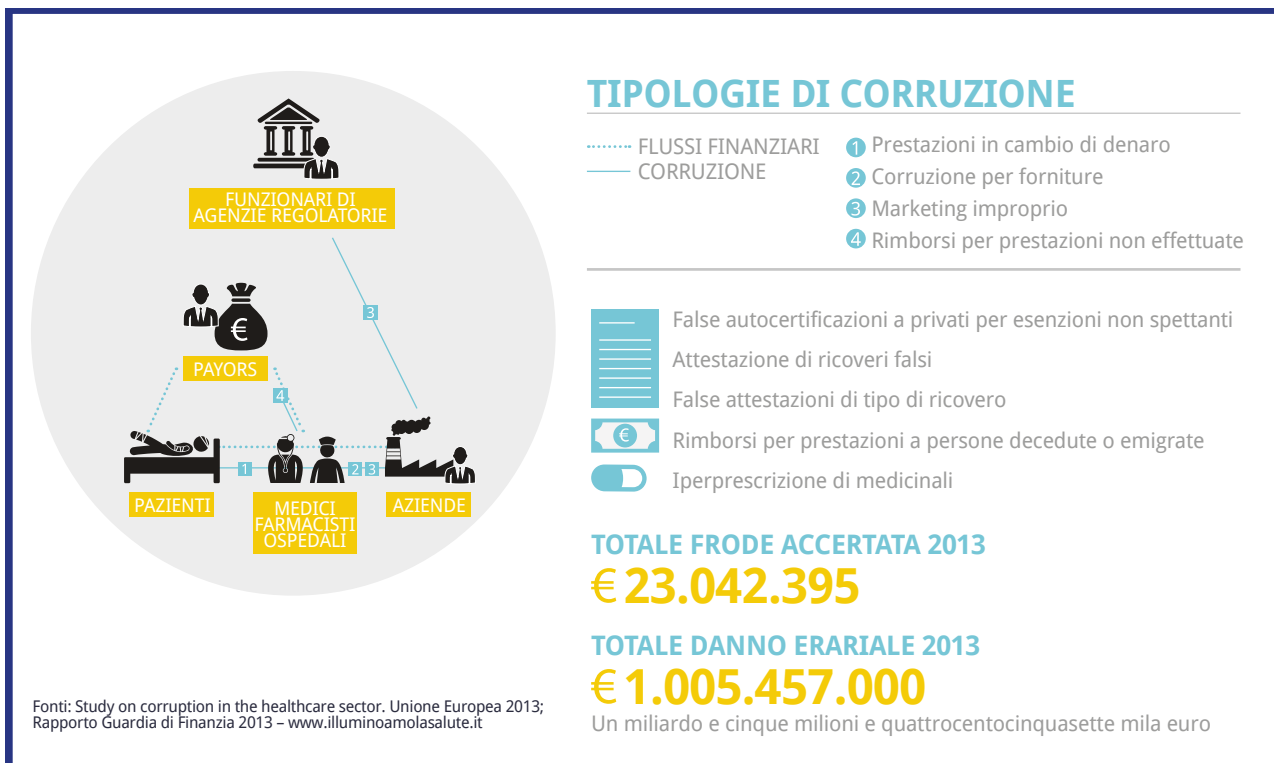 FUNZIONARI DI
AGENZIE REGOLATORIE
3
€
PAYORS
4
1
2
3
PAZIENTI
MEDICI
FARMACISTI
OSPEDALI
AZIENDE
Fonti: Study on corruption in the healthcare sector. Unione Europea 2013;
Rapporto Guardia di Finanzia 2013 – www.illuminoamolasalute.it
TIPOLOGIE DI CORRUZIONE
FLUSSI FINANZIARI
CORRUZIONE
1 Prestazioni in cambio di denaro
2 Corruzione per forniture
3 Marketing improprio
4 Rimborsi per prestazioni non effettuate
False autocertificazioni a privati per esenzioni non spettanti
Attestazione di ricoveri falsi
False attestazioni di tipo di ricovero
€
Rimborsi per prestazioni a persone decedute o emigrate
Iperprescrizione di medicinali
TOTALE FRODE ACCERTATA 2013
€ 23.042.395
TOTALE DANNO ERARIALE 2013
€ 1.005.457.000
Un miliardo e cinque milioni e quattrocentocinquasette mila euro